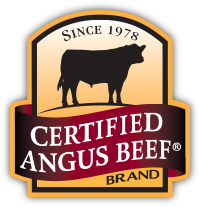 SINCE 1978
CERTIFIED
ANGUS BEEF®
BRAND